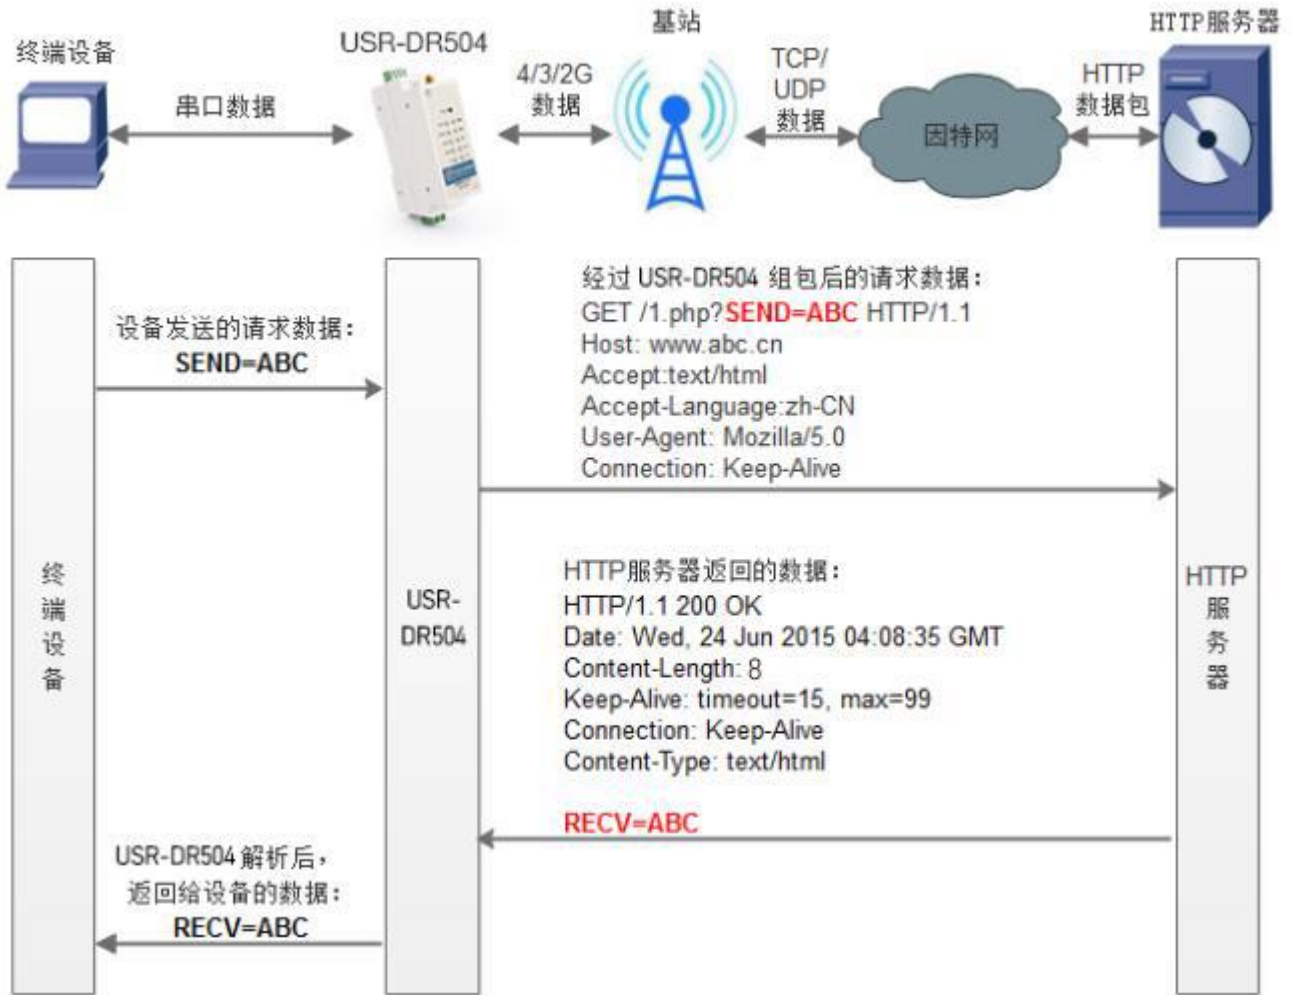 终端设备
USR-DR504
基站
HTTP服务器
串口数据
4/3/2G
数据
TCP/
UDP
数据
因特网
HTTP
数据包
设备发送的请求数据：
SEND=ABC
经过 USR-DR504 组包后的请求数据：
GET /1.php?SEND=ABC HTTP/1.1
Host: www.abc.cn
Accept:text/html
Accept-Language:zh-CN
User-Agent: Mozilla/5.0
Connection: Keep-Alive
终
端
设
备
USR-
DR504
HTTP
服
务
器
HTTP服务器返回的数据：
HTTP/1.1 200 OK
Date: Wed, 24 Jun 2015 04:08:35 GMT
Content-Length: 8
Keep-Alive: timeout=15, max=99
Connection: Keep-Alive
Content-Type: text/html
RECV=ABC
USR-DR504 解析后，
返回给设备的数据：
RECV=ABC